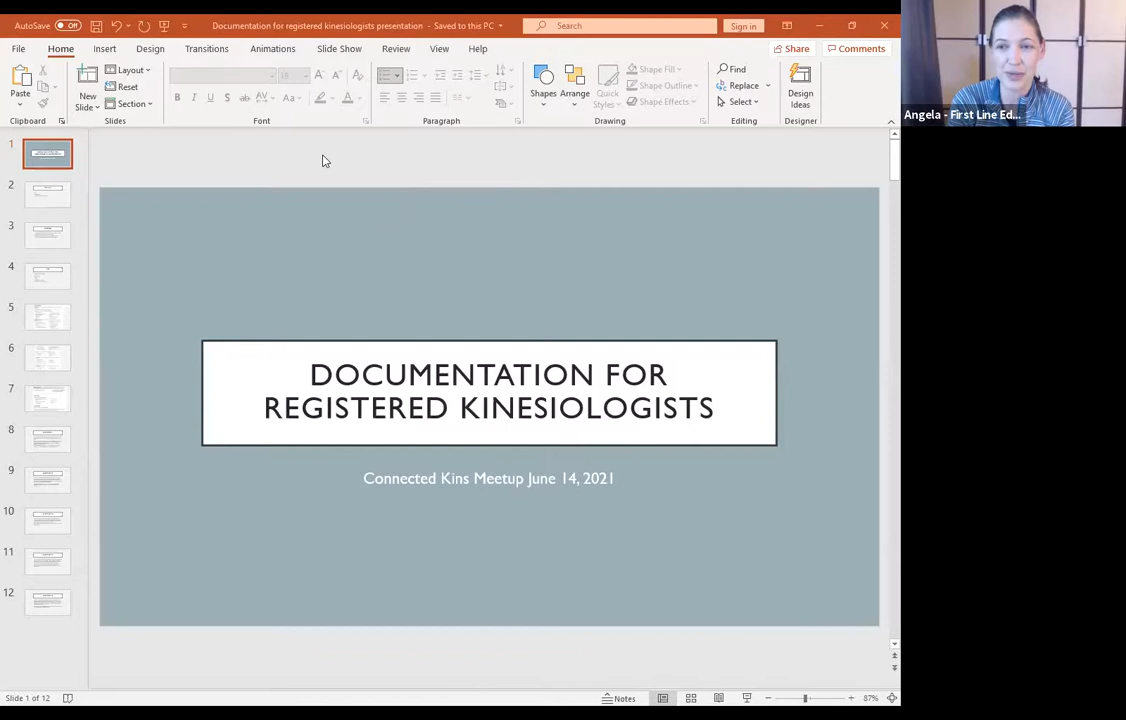 AutoSave Off
Documentation for registered kinesiologists presentation - Saved to this PC
Search
Sign in
File Home Insert Design Transitions Animations Slide Show Review View Help
Share Comments
Paste
Clipboard
New Slide
Layout
Reset
Section
Slides
18
B I U S ab AV Aa A
Font
Paragraph
Shapes
Arrange
Quick Styles
Shape Fill
Shape Outline
Shape Effects
Drawing
Find
Replace
Select
Editing
Design Ideas
Designer
Angela - First Line Ed...
1
2
3
4
5
6
7
8
9
10
11
12
DOCUMENTATION FOR
REGISTERED KINESIOLOGISTS
Connected Kins Meetup June 14, 2021
Slide 1 of 12
Notes
87%